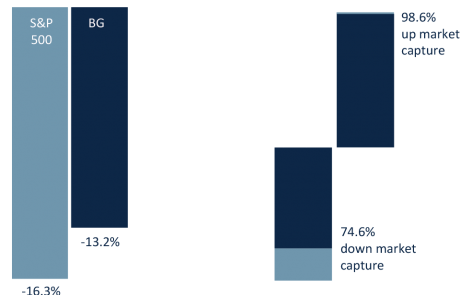 S&P
500
BG
-13.2%
-16.3%
98.6%
up market
capture
74.6%
down market
capture